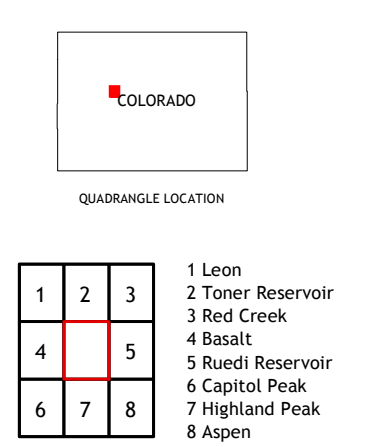 COLORADO
QUADRANGLE LOCATION
1 2 3
4 5
6 7 8
1 Leon
2 Toner Reservoir
3 Red Creek
4 Basalt
5 Ruedi Reservoir
6 Capitol Peak
7 Highland Peak
8 Aspen